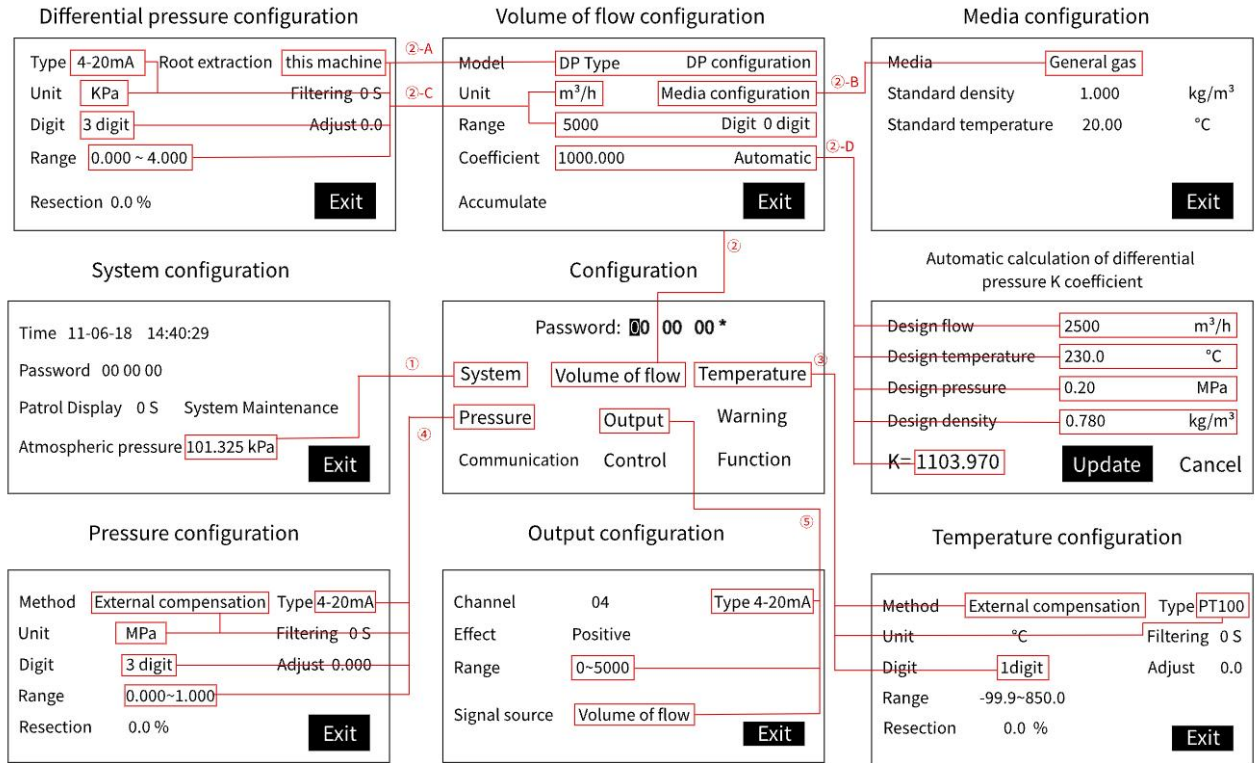 Differential pressure configuration
Type 4-20mA Root extraction this machine
Unit KPa Filtering 0 S
Digit 3 digit Adjust 0.0
Range 0.000 ~ 4.000
Resection 0.0 %
Exit
②-A
②-C
Volume of flow configuration
Model DP Type DP configuration
Unit m³/h Media configuration
Range 5000 Digit 0 digit
Coefficient 1000.000 Automatic
Accumulate
Exit
②-B
②-D
②
Media configuration
Media General gas
Standard density 1.000 kg/m³
Standard temperature 20.00 °C
Exit
System configuration
Time 11-06-18 14:40:29
Password 00 00 00
Patrol Display 0 S System Maintenance
Atmospheric pressure 101.325 kPa
Exit
①
④
Configuration
Password: 00 00 00 *
System Volume of flow Temperature
Pressure Output Warning
Communication Control Function
③
⑤
Automatic calculation of differential
pressure K coefficient
Design flow 2500 m³/h
Design temperature 230.0 °C
Design pressure 0.20 MPa
Design density 0.780 kg/m³
K= 1103.970 Update Cancel
Pressure configuration
Method External compensation Type 4-20mA
Unit MPa Filtering 0 S
Digit 3 digit Adjust 0.000
Range 0.000~1.000
Resection 0.0 %
Exit
Output configuration
Channel 04 Type 4-20mA
Effect Positive
Range 0~5000
Signal source Volume of flow
Exit
Temperature configuration
Method External compensation Type PT100
Unit °C Filtering 0 S
Digit 1digit Adjust 0.0
Range -99.9~850.0
Resection 0.0 %
Exit